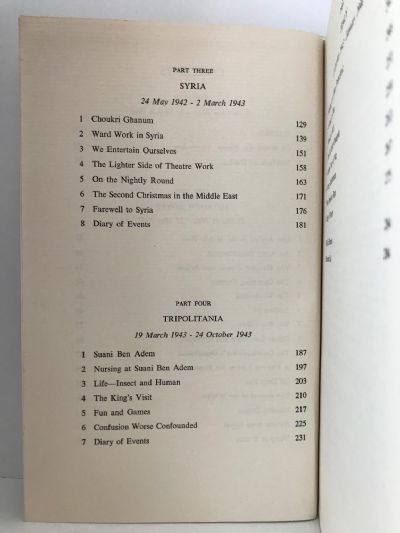 PART THREE
SYRIA
24 May 1942 - 2 March 1943
1 Choukri Ghanum 129
2 Ward Work in Syria 139
3 We Entertain Ourselves 151
4 The Lighter Side of Theatre Work 158
5 On the Nightly Round 163
6 The Second Christmas in the Middle East 171
7 Farewell to Syria 176
8 Diary of Events 181
PART FOUR
TRIPOLITANIA
19 March 1943 - 24 October 1943
1 Suani Ben Adem 187
2 Nursing at Suani Ben Adem 197
3 Life—Insect and Human 203
4 The King's Visit 210
5 Fun and Games 217
6 Confusion Worse Confounded 225
7 Diary of Events 231